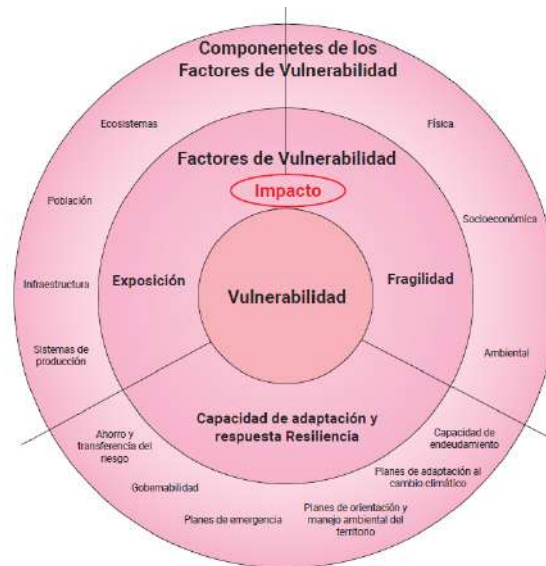 Componenetes de los
Factores de Vulnerabilidad
Ecosistemas
Física
Factores de Vulnerabilidad
Impacto
Población
Socioeconómica
Infraestructura
Exposición
Vulnerabilidad
Fragilidad
Sistemas de
producción
Ambiental
Capacidad de adaptación y
respuesta Resiliencia
Ahorro y
transferencia del
riesgo
Capacidad de
endeudamiento
Gobernabilidad
Planes de adaptación al
cambio climático
Planes de emergencia
Planes de orientación y
manejo ambiental del
territorio